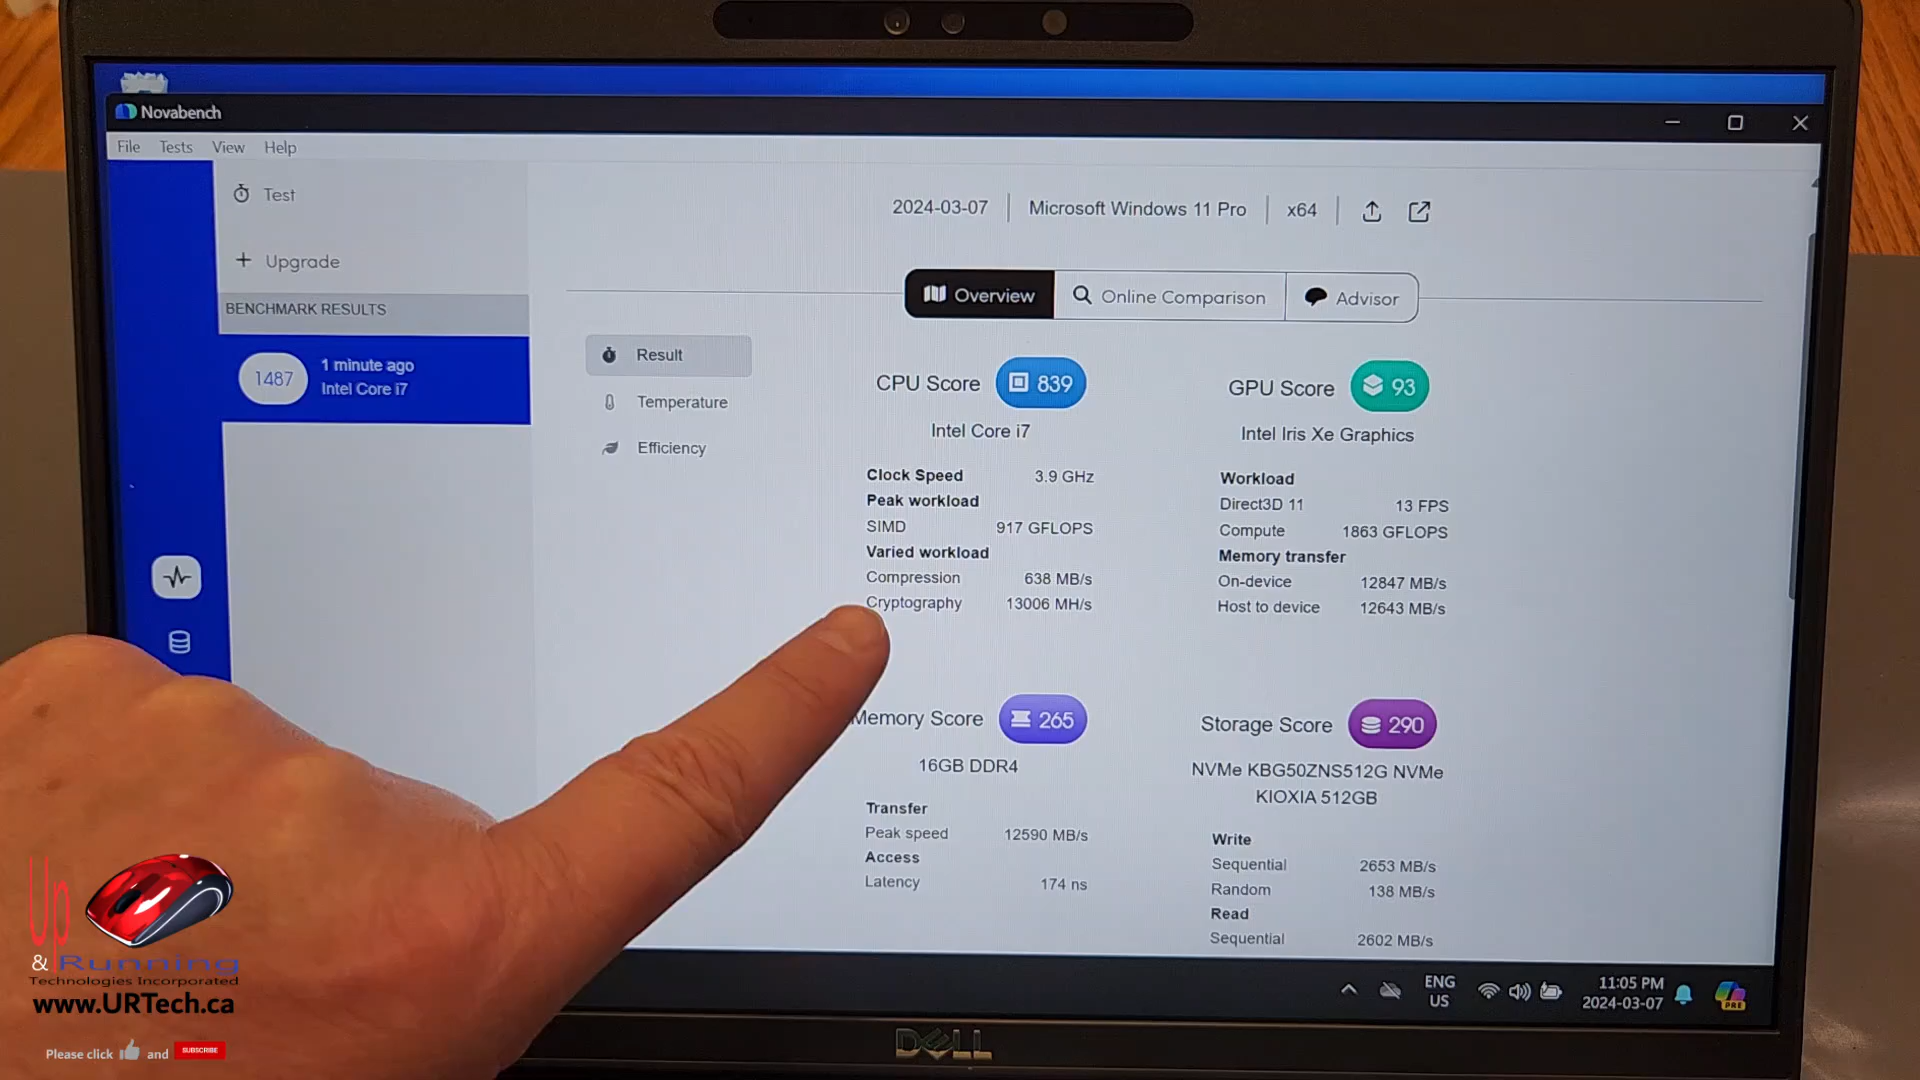 Novabench
File Tests View Help
Test
Upgrade
BENCHMARK RESULTS
1487
1 minute ago
Intel Core i7
2024-03-07
Microsoft Windows 11 Pro
x64
Overview
Online Comparison
Advisor
Result
Temperature
Efficiency
CPU Score 839
Intel Core i7
Clock Speed 3.9 GHz
Peak workload
SIMD 917 GFLOPS
Varied workload
Compression 638 MB/s
Cryptography 13006 MH/s
GPU Score 93
Intel Iris Xe Graphics
Workload
Direct3D 11 13 FPS
Compute 1863 GFLOPS
Memory transfer
On-device 12847 MB/s
Host to device 12643 MB/s
Memory Score 265
16GB DDR4
Transfer
Peak speed 12590 MB/s
Access
Latency 174 ns
Storage Score 290
NVMe KBG50ZNS512G NVMe
KIOXIA 512GB
Write
Sequential 2653 MB/s
Random 138 MB/s
Read
Sequential 2602 MB/s
ENG
US
11:05 PM
2024-03-07
PRE
DELL
Up
& Running
Technologies Incorporated
www.URTech.ca
Please click and SUBSCRIBE